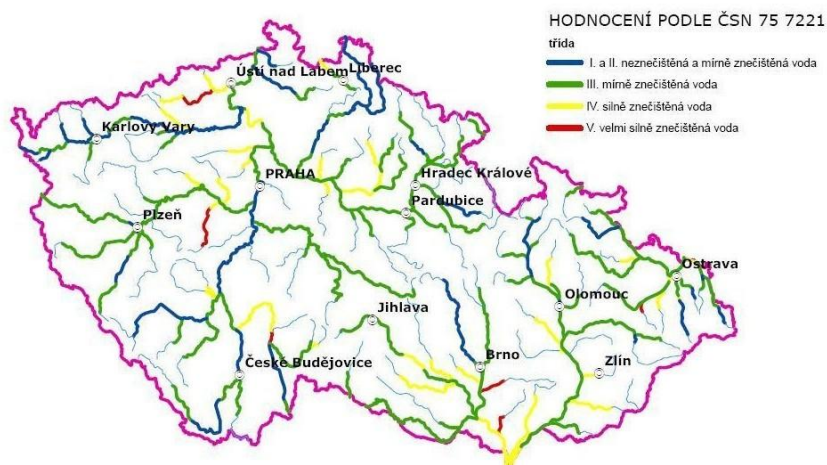 HODNOCENÍ PODLE ČSN 75 7221
třída
I. a II. neznečištěná a mírně znečištěná voda
III. mírně znečištěná voda
IV. silně znečištěná voda
V. velmi silně znečištěná voda
Ústí nad Labem
Liberec
Karlovy Vary
PRAHA
Hradec Králové
Pardubice
Plzeň
Ostrava
Olomouc
Jihlava
Brno
Zlín
České Budějovice